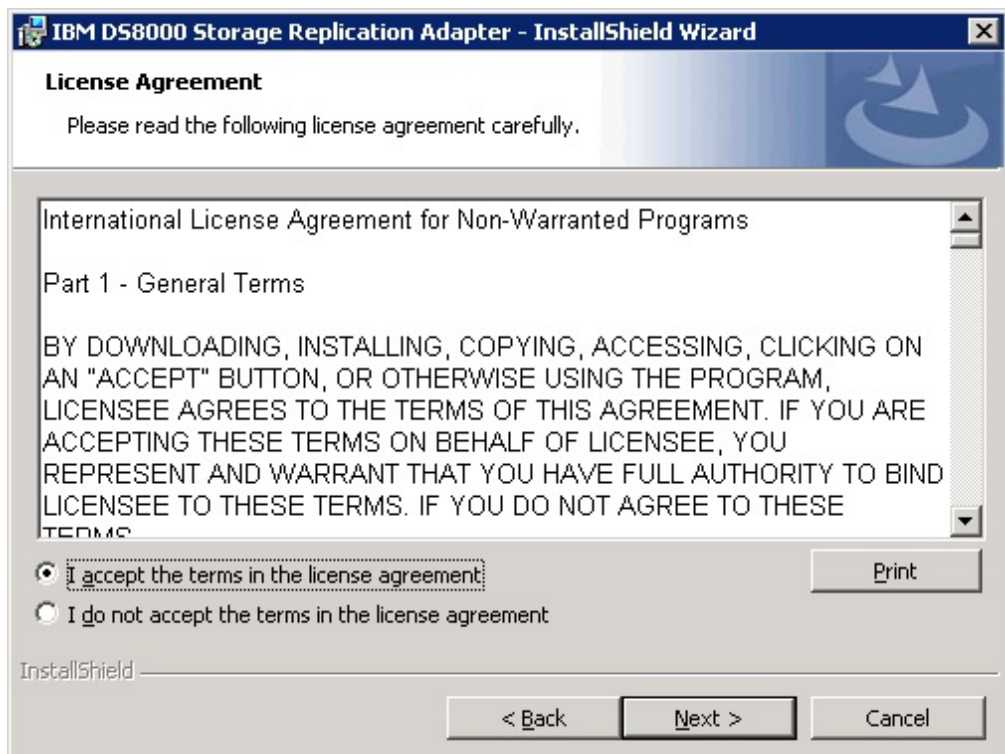 IBM DS8000 Storage Replication Adapter - InstallShield Wizard
License Agreement
Please read the following license agreement carefully.
International License Agreement for Non-Warranted Programs
Part 1 - General Terms
BY DOWNLOADING, INSTALLING, COPYING, ACCESSING, CLICKING ON
AN "ACCEPT" BUTTON, OR OTHERWISE USING THE PROGRAM,
LICENSEE AGREES TO THE TERMS OF THIS AGREEMENT. IF YOU ARE
ACCEPTING THESE TERMS ON BEHALF OF LICENSEE, YOU
REPRESENT AND WARRANT THAT YOU HAVE FULL AUTHORITY TO BIND
LICENSEE TO THESE TERMS. IF YOU DO NOT AGREE TO THESE
TERMS
I accept the terms in the license agreement
Print
I do not accept the terms in the license agreement
InstallShield
< Back
Next >
Cancel